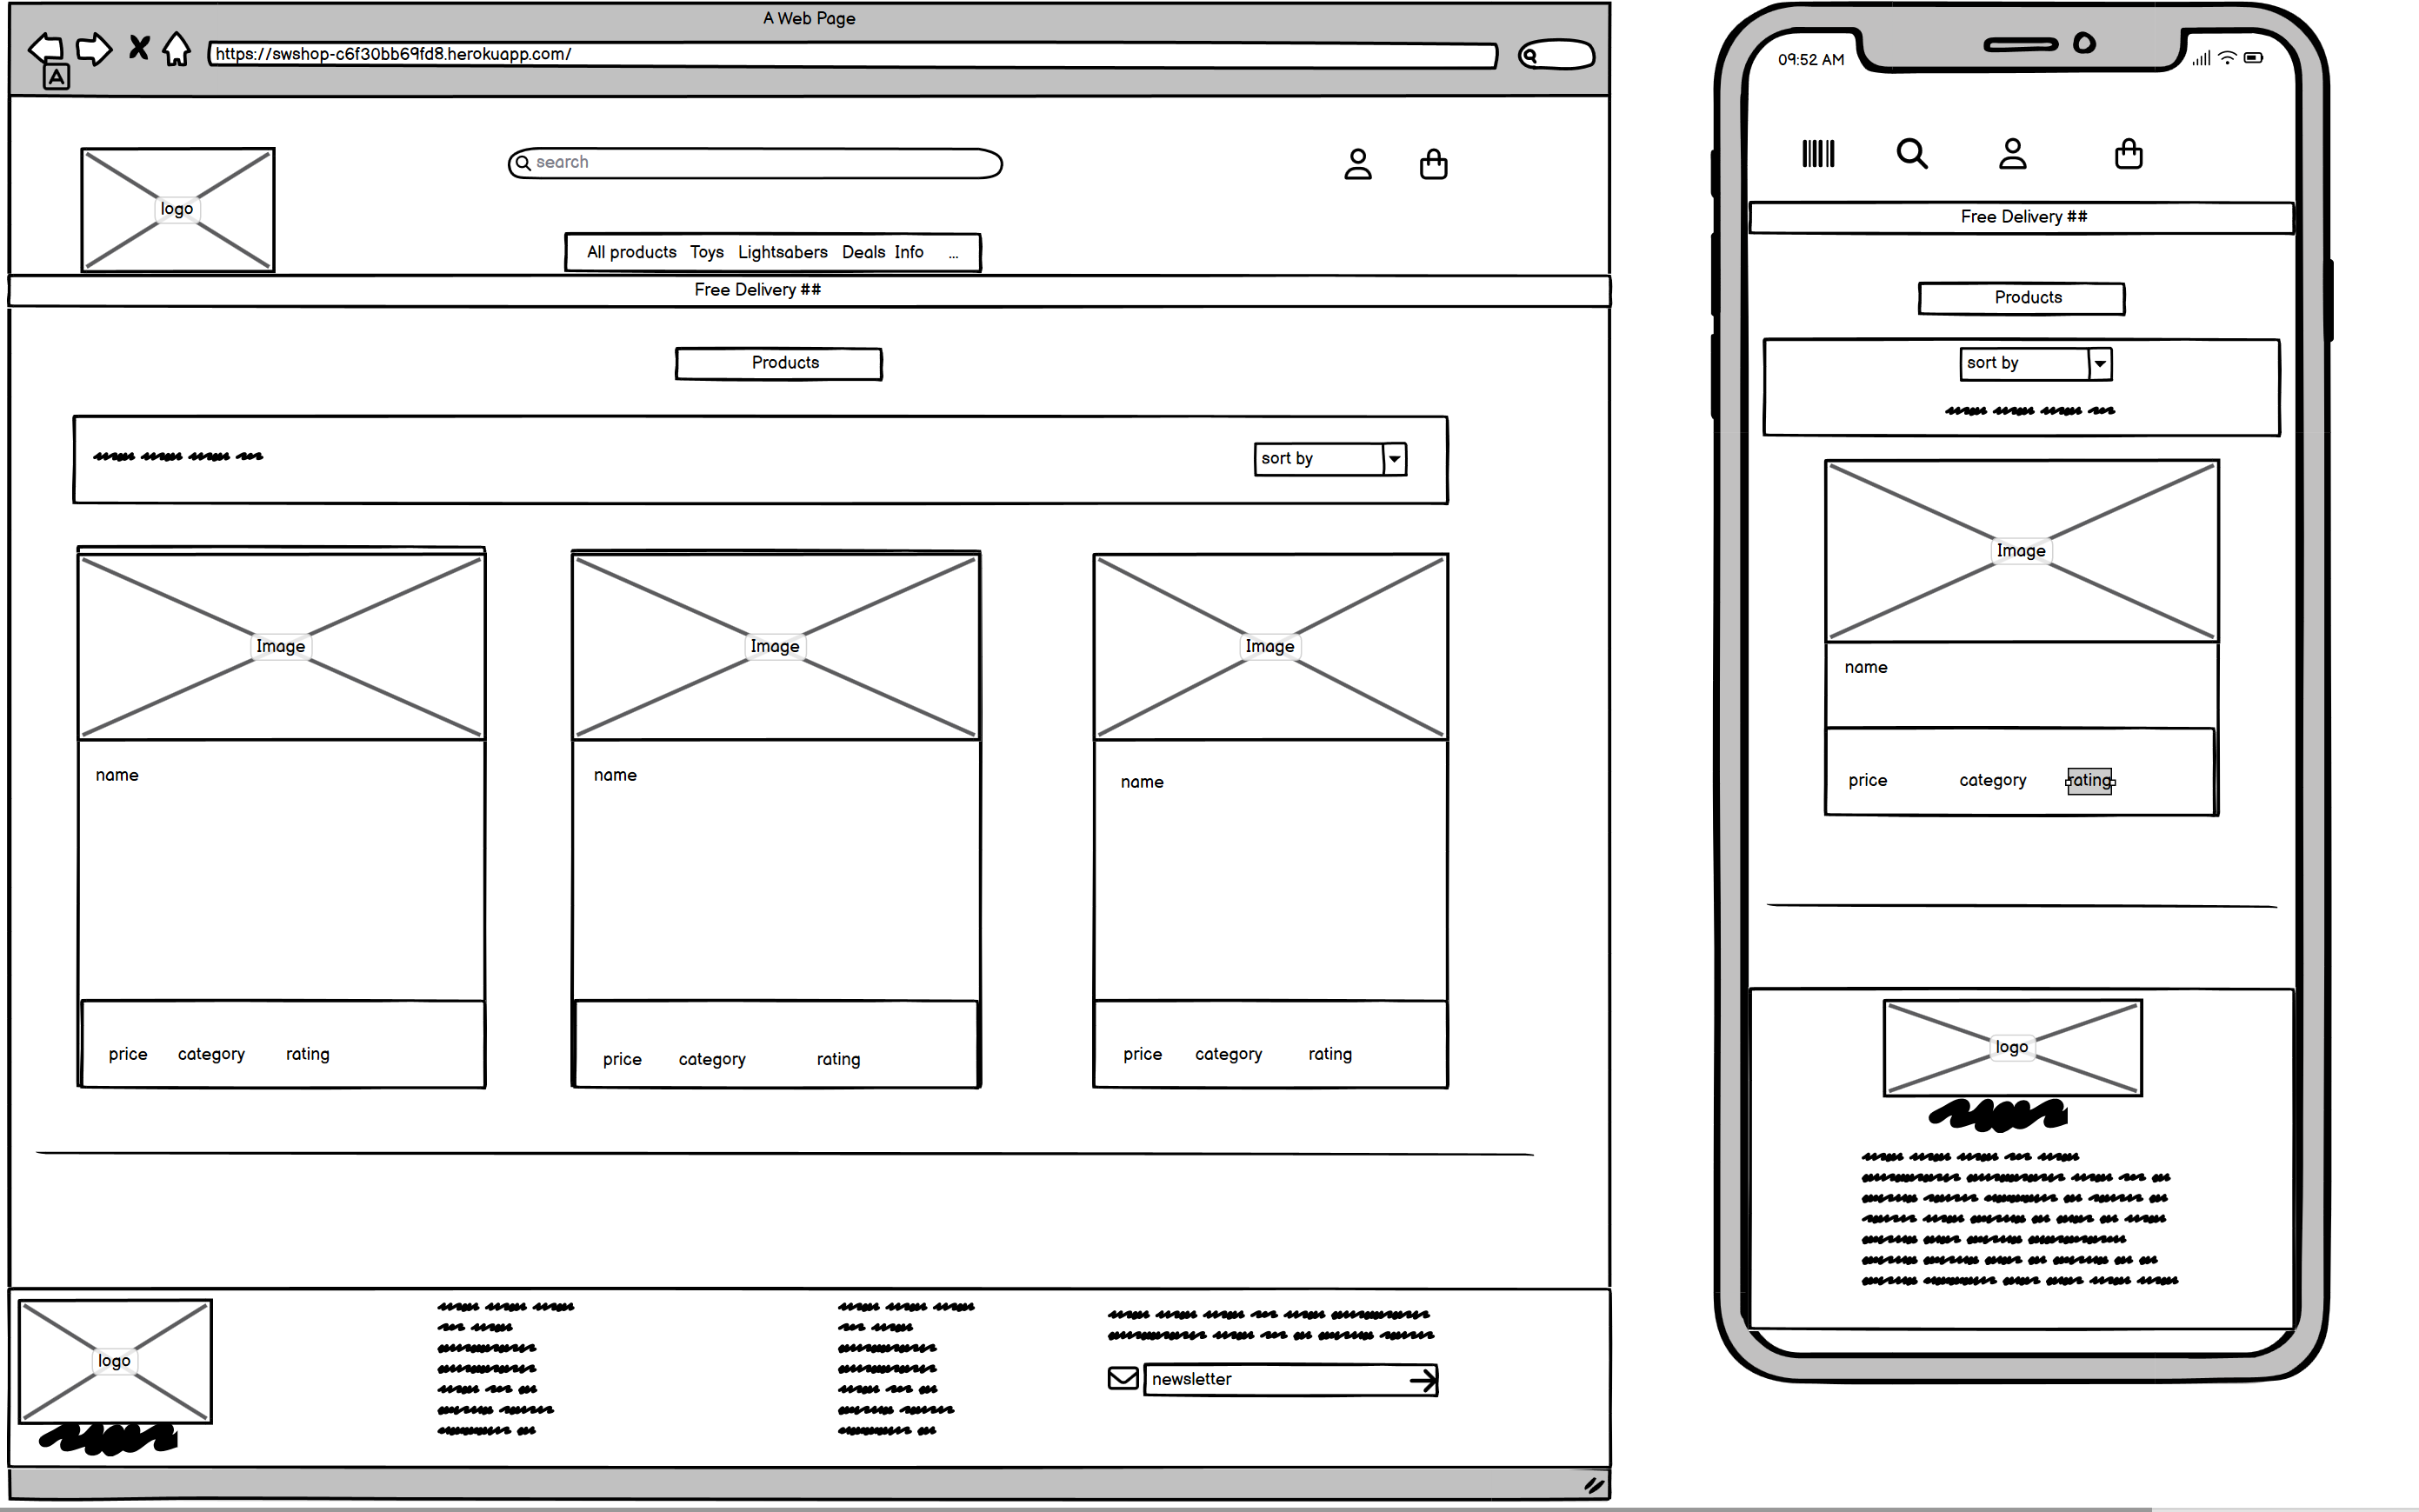 A Web Page
https://swshop-c6f30bb69fd8.herokuapp.com/
A
search
logo
All products Toys Lightsabers Deals Info ...
Free Delivery ##
Products
sort by
Image Image Image
name name name
price category rating price category rating price category rating
logo
newsletter
09:52 AM
Free Delivery ##
Products
sort by
Image
name
price category rating
logo